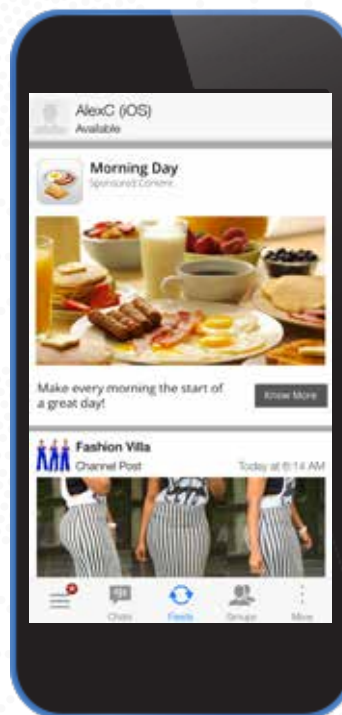 AlexC (iOS)
Available
Morning Day
Sponsored Content
Make every morning the start of
a great day!
Know More
Fashion Villa
Channel Post
Today at 6:14 AM
Chats
Feeds
Groups
More